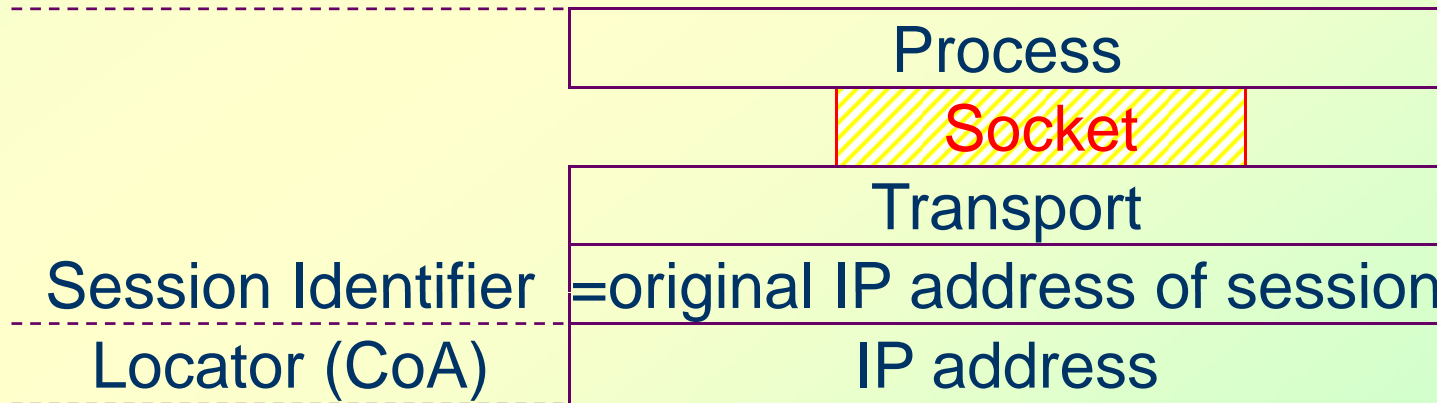 Process
Socket
Transport
Session Identifier =original IP address of session
Locator (CoA) IP address